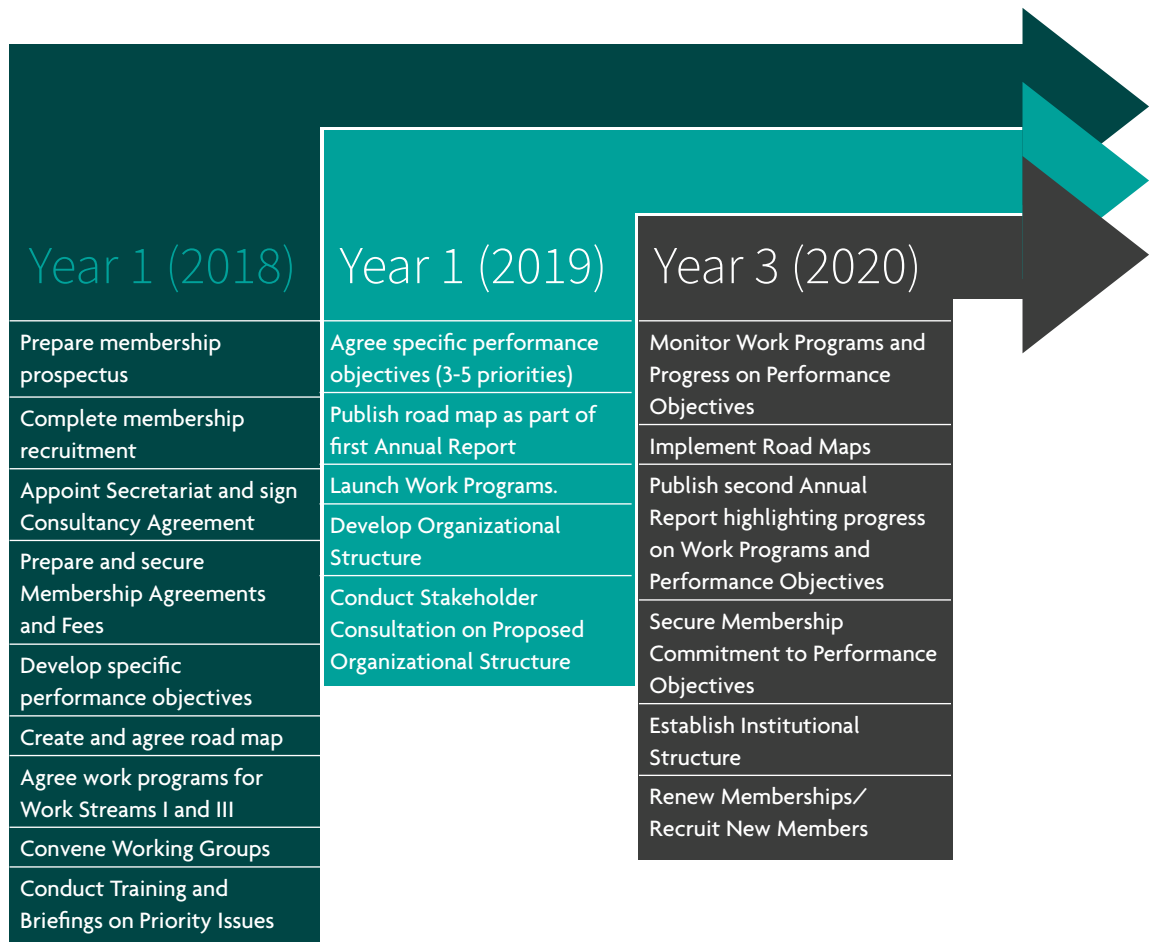 Year 1 (2018)
Prepare membership
prospectus
Complete membership
recruitment
Appoint Secretariat and sign
Consultancy Agreement
Prepare and secure
Membership Agreements
and Fees
Develop specific
performance objectives
Create and agree road map
Agree work programs for
Work Streams I and III
Convene Working Groups
Conduct Training and
Briefings on Priority Issues
Year 1 (2019)
Agree specific performance
objectives (3-5 priorities)
Publish road map as part of
first Annual Report
Launch Work Programs.
Develop Organizational
Structure
Conduct Stakeholder
Consultation on Proposed
Organizational Structure
Year 3 (2020)
Monitor Work Programs and
Progress on Performance
Objectives
Implement Road Maps
Publish second Annual
Report highlighting progress
on Work Programs and
Performance Objectives
Secure Membership
Commitment to Performance
Objectives
Establish Institutional
Structure
Renew Memberships/
Recruit New Members